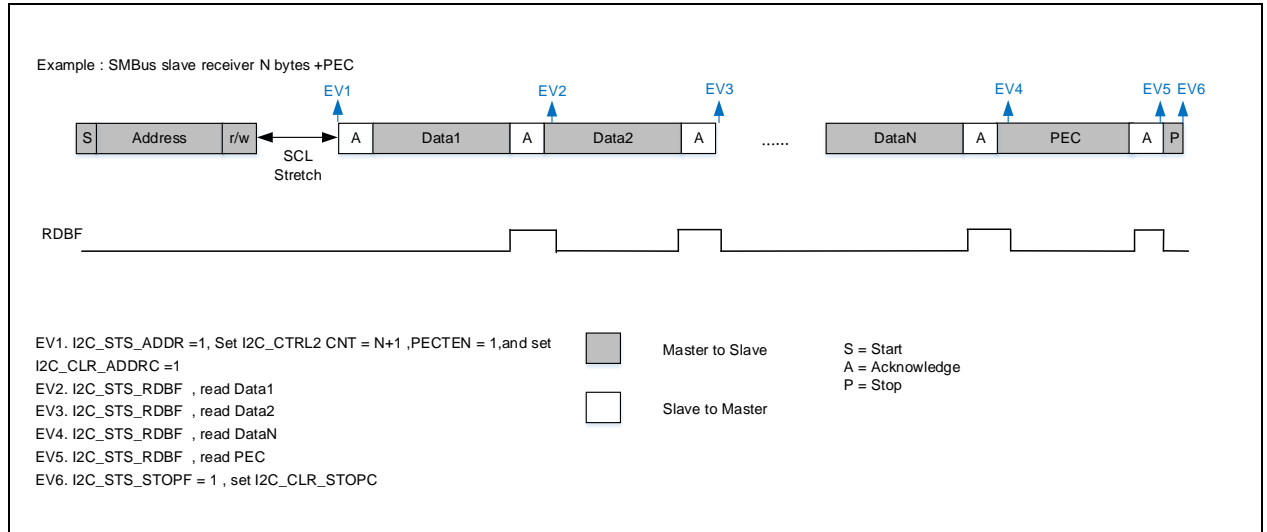 Example : SMBus slave receiver N bytes +PEC
EV1 EV2 EV3 EV4 EV5 EV6
S Address r/w A Data1 A Data2 A ...... DataN A PEC A P
SCL
Stretch
RDBF
EV1. I2C_STS_ADDR =1, Set I2C_CTRL2 CNT = N+1 ,PECTEN = 1,and set
I2C_CLR_ADDRC =1
EV2. I2C_STS_RDBF , read Data1
EV3. I2C_STS_RDBF , read Data2
EV4. I2C_STS_RDBF , read DataN
EV5. I2C_STS_RDBF , read PEC
EV6. I2C_STS_STOPF = 1 , set I2C_CLR_STOPC
Master to Slave
Slave to Master
S = Start
A = Acknowledge
P = Stop